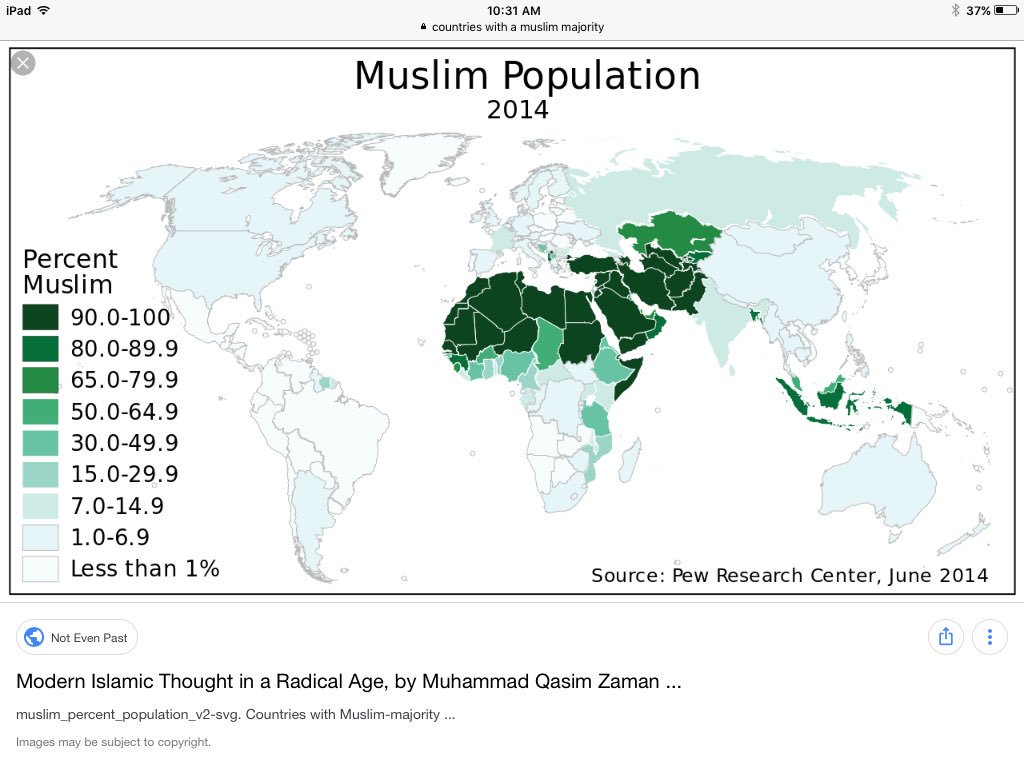 iPad
10:31 AM
37%
countries with a muslim majority
Muslim Population
2014
Percent
Muslim
90.0-100
80.0-89.9
65.0-79.9
50.0-64.9
30.0-49.9
15.0-29.9
7.0-14.9
1.0-6.9
Less than 1%
Source: Pew Research Center, June 2014
Not Even Past
Modern Islamic Thought in a Radical Age, by Muhammad Qasim Zaman ...
muslim_percent_population_v2-svg. Countries with Muslim-majority ...
Images may be subject to copyright.